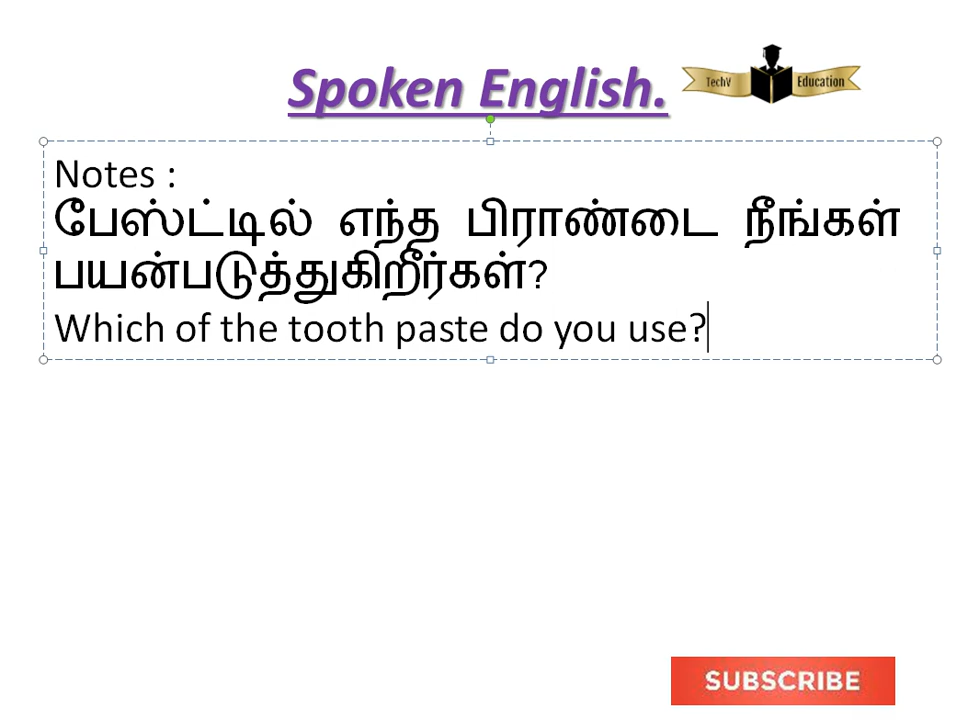 Spoken English.
TechV Education
Notes :
பேஸ்ட்டில் எந்த பிராண்டை நீங்கள்
பயன்படுத்துகிறீர்கள்?
Which of the tooth paste do you use?
SUBSCRIBE